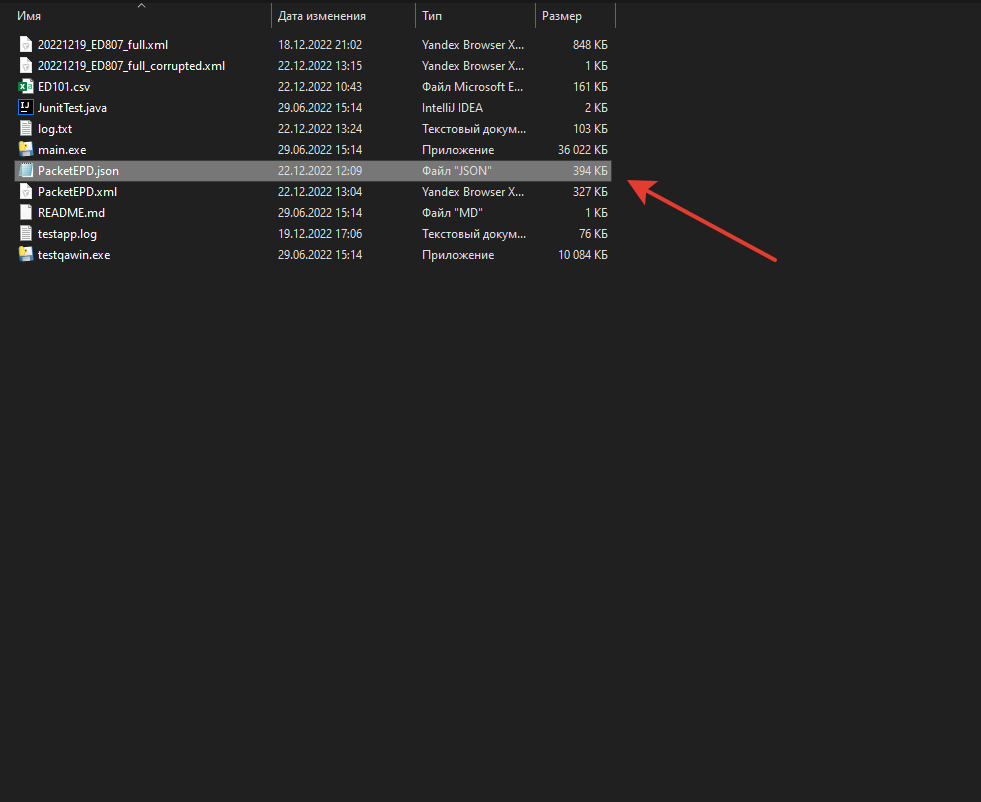 Имя Дата изменения Тип Размер
20221219_ED807_full.xml 18.12.2022 21:02 Yandex Browser X... 848 КБ
20221219_ED807_full_corrupted.xml 22.12.2022 13:15 Yandex Browser X... 1 КБ
ED101.csv 22.12.2022 10:43 Файл Microsoft E... 161 КБ
JunitTest.java 29.06.2022 15:14 IntelliJ IDEA 2 КБ
log.txt 22.12.2022 13:24 Текстовый докум... 103 КБ
main.exe 29.06.2022 15:14 Приложение 36 022 КБ
PacketEPD.json 22.12.2022 12:09 Файл "JSON" 394 КБ
PacketEPD.xml 22.12.2022 13:04 Yandex Browser X... 327 КБ
README.md 29.06.2022 15:14 Файл "MD" 1 КБ
testapp.log 19.12.2022 17:06 Текстовый докум... 76 КБ
testqawin.exe 29.06.2022 15:14 Приложение 10 084 КБ